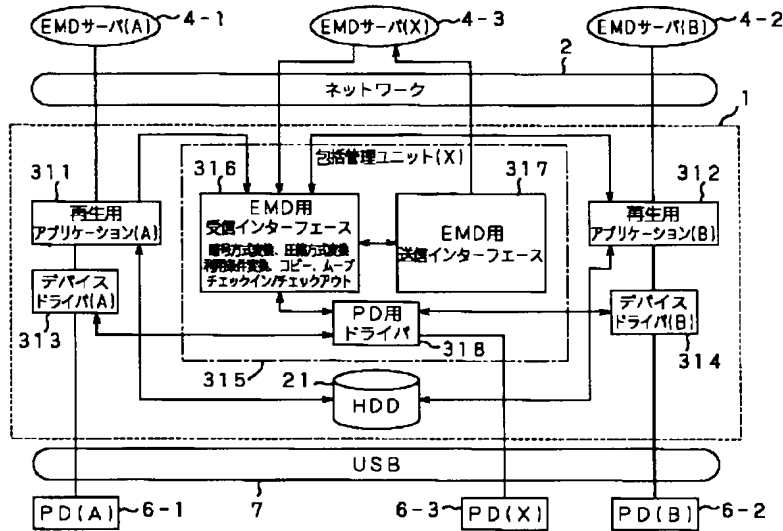 EMDサーバ(A)
4-1
EMDサーバ(X)
4-3
EMDサーバ(B)
4-2
2
ネットワーク
1
包括管理ユニット(X)
311
316
317
312
再生用
アプリケーション(A)
EMD用
受信インターフェース
暗号方式変換、圧縮方式変換
利用条件変換、コピー、ムーブ
チェックイン/チェックアウト
EMD用
送信インターフェース
再生用
アプリケーション(B)
デバイス
ドライバ(A)
313
PD用
ドライバ
318
デバイス
ドライバ(B)
314
315
21
HDD
USB
7
PD(A)
6-1
6-3
PD(X)
PD(B)
6-2